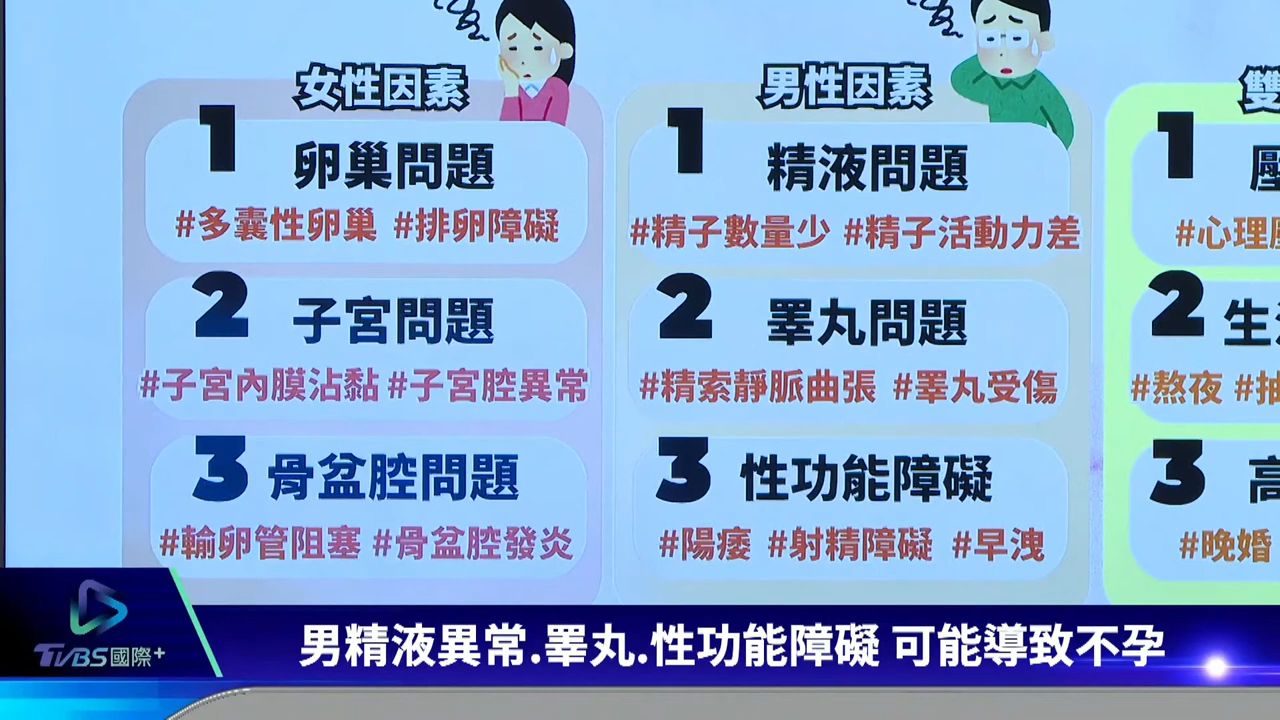 女性因素
1 卵巢問題
#多囊性卵巢 #排卵障礙
2 子宮問題
#子宮內膜沾黏 #子宮腔異常
3 骨盆腔問題
#輸卵管阻塞 #骨盆腔發炎
男性因素
1 精液問題
#精子數量少 #精子活動力差
2 睪丸問題
#精索靜脈曲張 #睪丸受傷
3 性功能障礙
#陽痿 #射精障礙 #早洩
雙
1
#心理
2 生
#熬夜 #抽
3 高
#晚婚
TVBS國際+
男精液異常.睪丸.性功能障礙 可能導致不孕